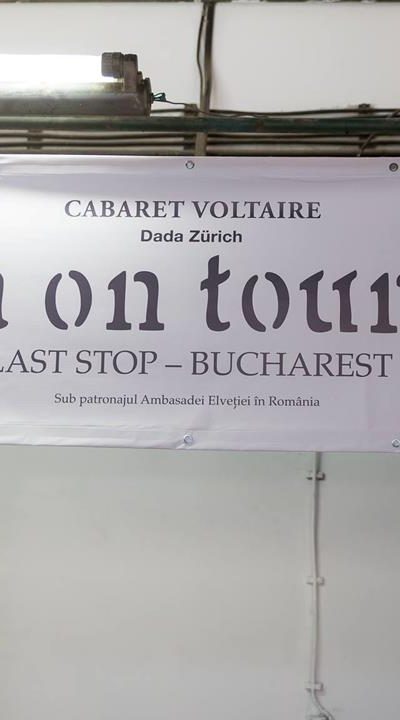 CABARET VOLTAIRE
Dada Zürich
on tour
LAST STOP – BUCHAREST
Sub patronajul Ambasadei Elveției în România